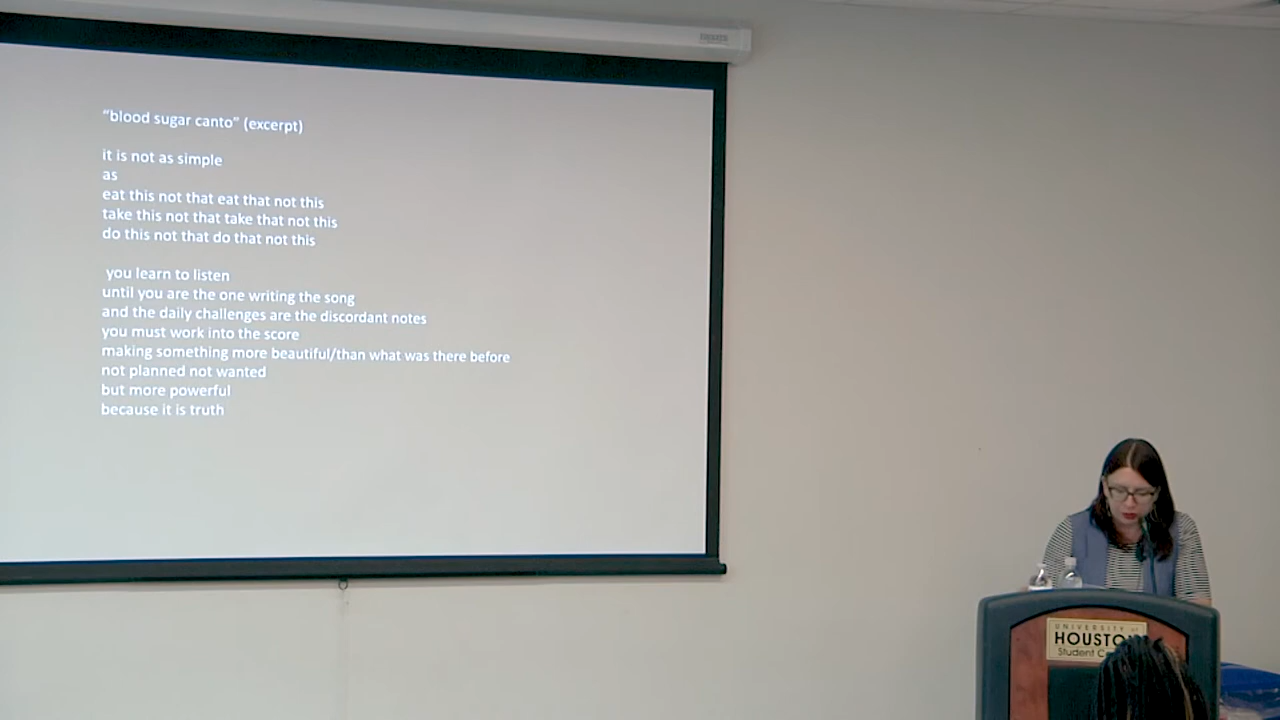 "blood sugar canto" (excerpt)
it is not as simple
as
eat this not that eat that not this
take this not that take that not this
do this not that do that not this
you learn to listen
until you are the one writing the song
and the daily challenges are the discordant notes
you must work into the score
making something more beautiful/than what was there before
not planned not wanted
but more powerful
because it is truth
UNIVERSITY of
HOUSTO
Student C